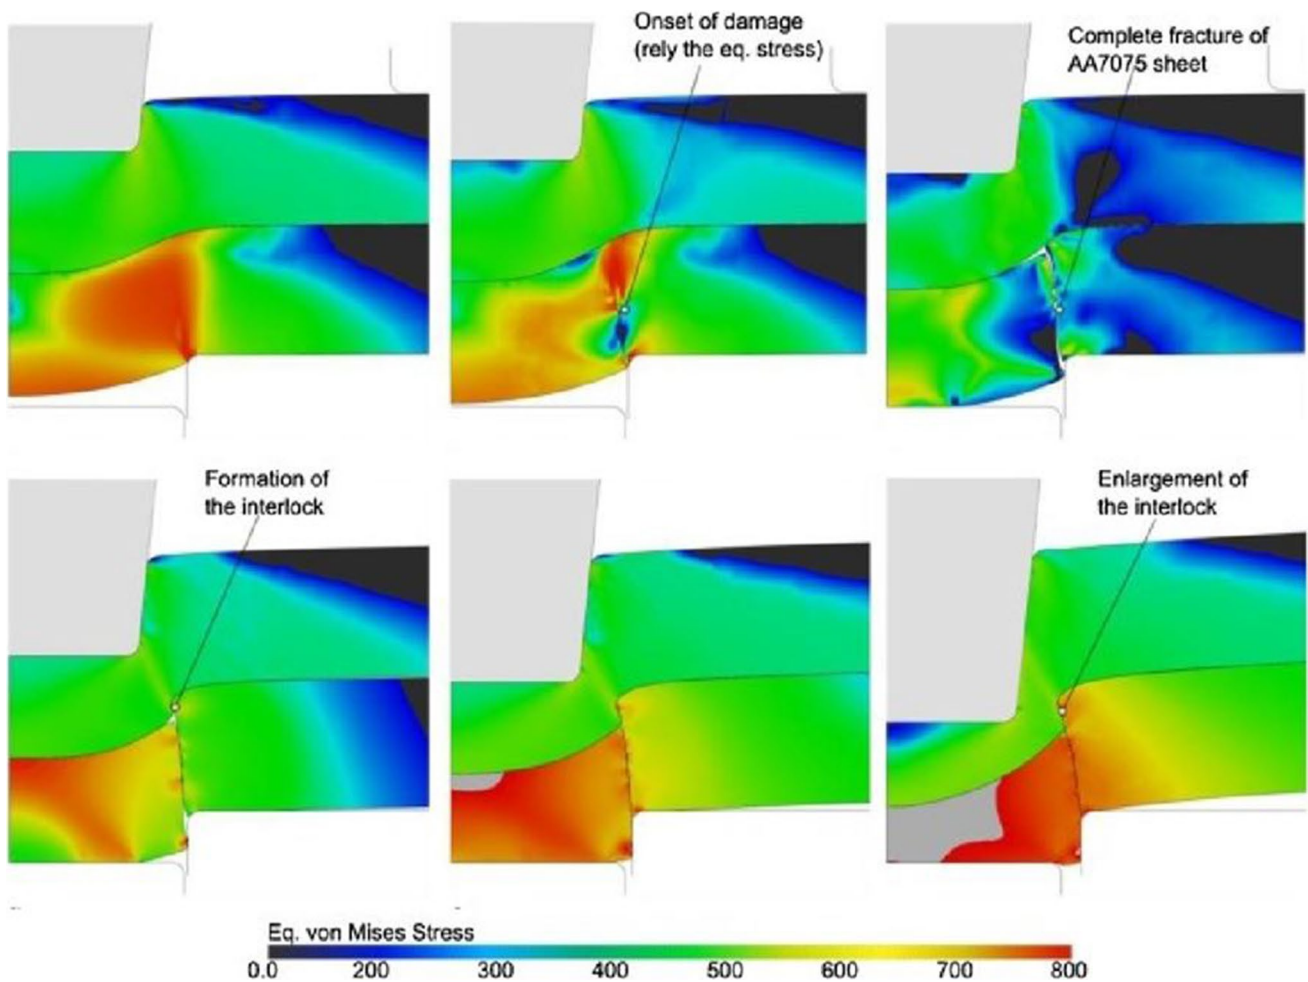 Onset of damage
(rely the eq. stress)
Complete fracture of
AA7075 sheet
Formation of
the interlock
Enlargement of
the interlock
Eq. von Mises Stress
0.0 200 300 400 500 600 700 800